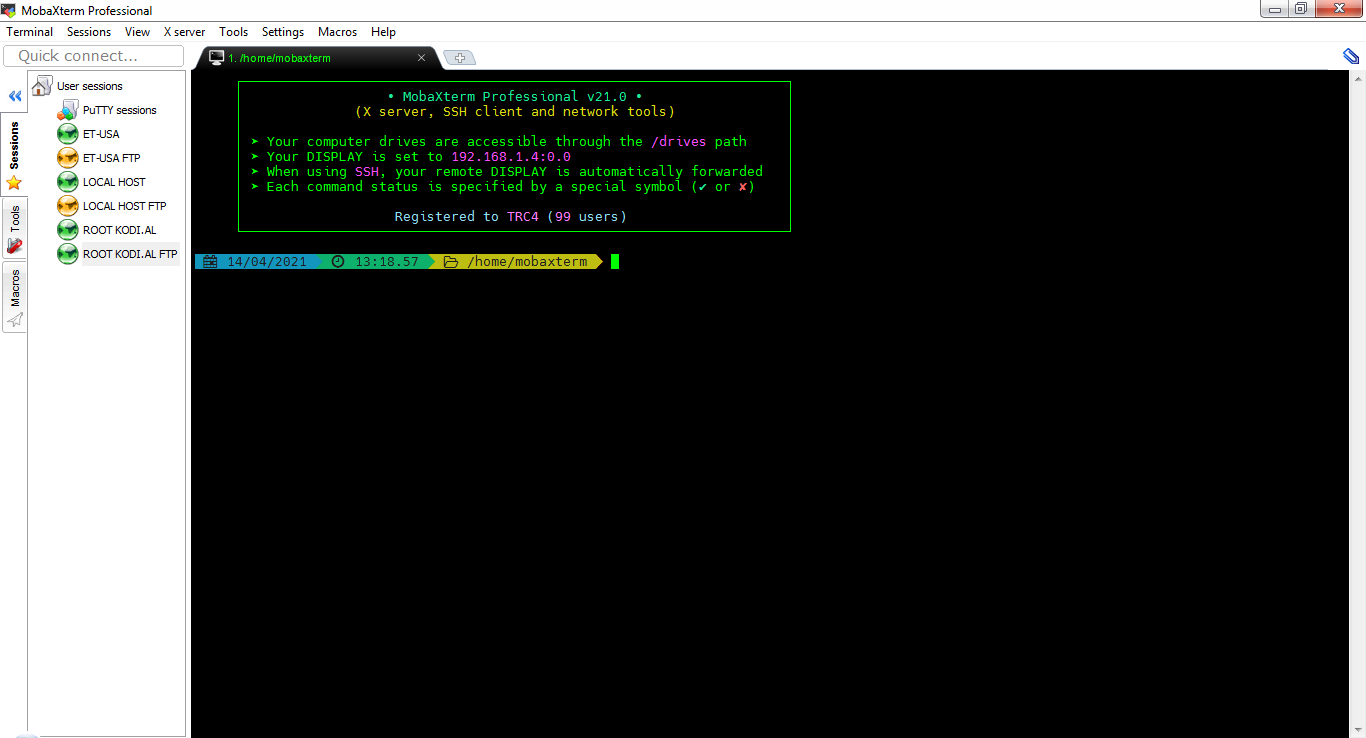 MobaXterm Professional
Terminal Sessions View X server Tools Settings Macros Help
Quick connect...
1. /home/mobaxterm
Sessions
Tools
Macros
User sessions
PuTTY sessions
ET-USA
ET-USA FTP
LOCAL HOST
LOCAL HOST FTP
ROOT KODI.AL
ROOT KODI.AL FTP
• MobaXterm Professional v21.0 •
(X server, SSH client and network tools)
➤ Your computer drives are accessible through the /drives path
➤ Your DISPLAY is set to 192.168.1.4:0.0
➤ When using SSH, your remote DISPLAY is automatically forwarded
➤ Each command status is specified by a special symbol (✔ or ✘)
Registered to TRC4 (99 users)
14/04/2021 13:18.57 /home/mobaxterm